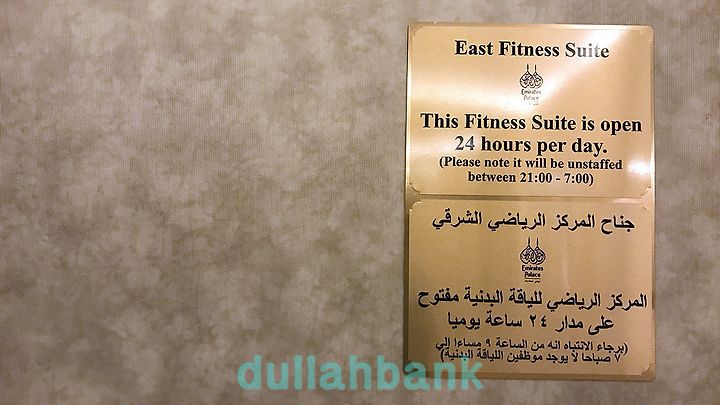 East Fitness Suite
Emirates
Palace
This Fitness Suite is open
24 hours per day.
(Please note it will be unstaffed
between 21:00 - 7:00)
جناح المركز الرياضي الشرقي
Emirates
Palace
المركز الرياضي للياقة البدنية مفتوح
على مدار ٢٤ ساعة يوميا
(برجاء الانتباه انه من الساعة ٩ مساءا إلي
٧ صباحا لا يوجد موظفين اللياقة البدنية)
dullahbank